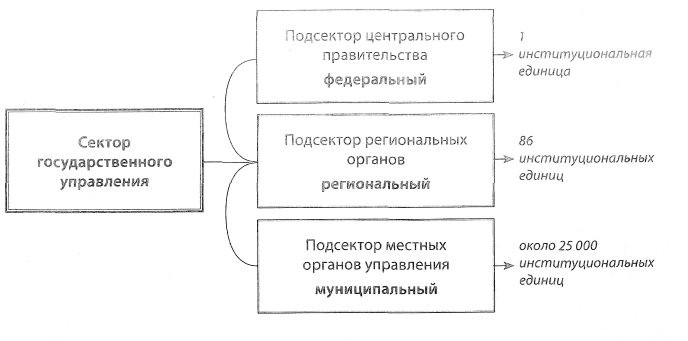 Подсектор центрального
правительства
федеральный
1
институциональная
единица
Сектор
государственного
управления
Подсектор региональных
органов
региональный
86
институциональных
единиц
Подсектор местных
органов управления
муниципальный
около 25 000
институциональных
единиц